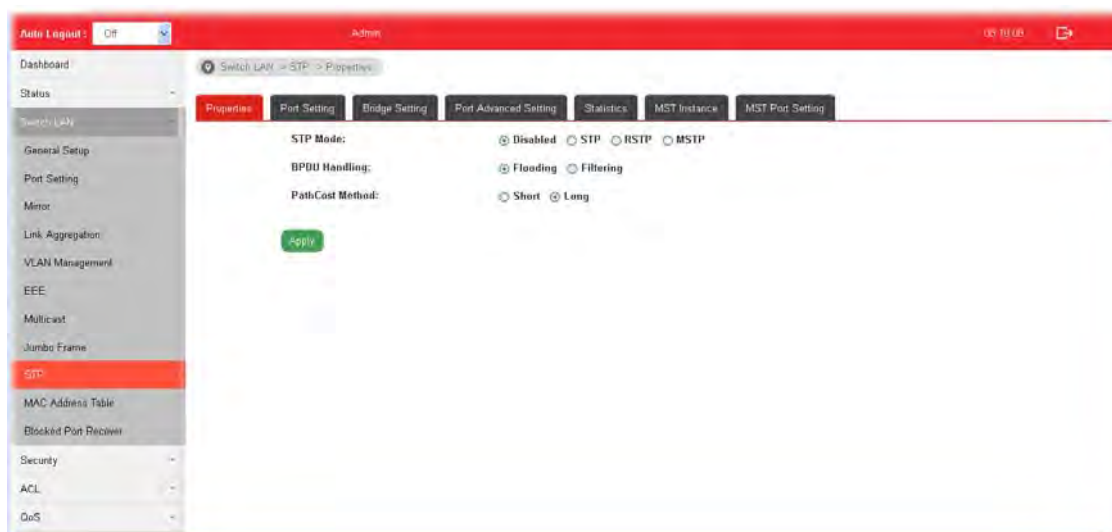 Auto Logout : Off Admin
Dashboard
Switch LAN > STP > Properties
Status
Properties Port Setting Bridge Setting Port Advanced Setting Statistics MST Instance MST Port Setting
Switch LAN
STP Mode: Disabled STP RSTP MSTP
General Setup
BPDU Handling: Flooding Filtering
Port Setting
PathCost Method: Short Long
Mirror
Link Aggregation
Apply
VLAN Management
EEE
Multicast
Jumbo Frame
STP
MAC Address Table
Blocked Port Recover
Security
ACL
QoS